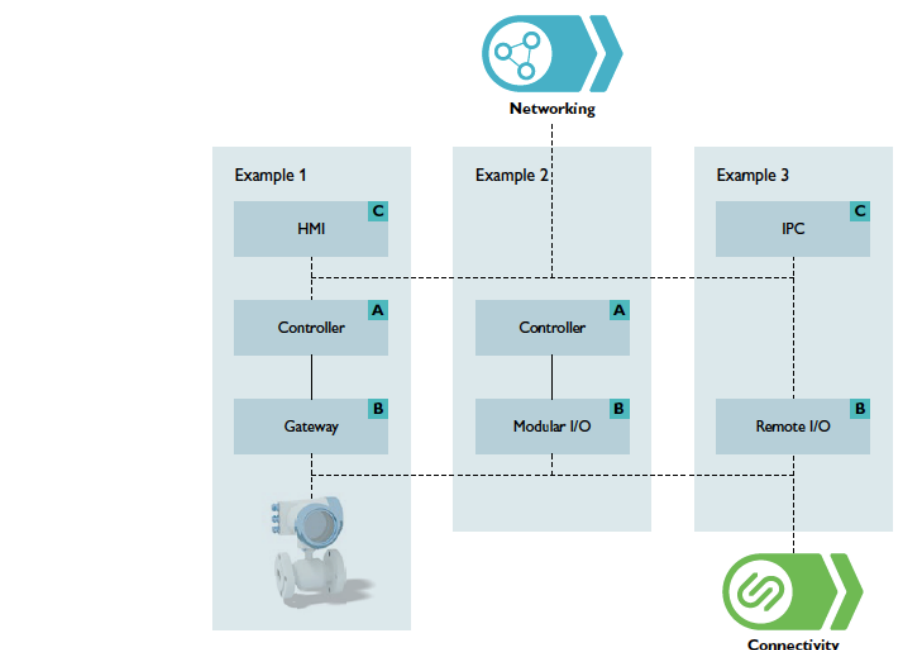 Networking
Example 1
Example 2
Example 3
C
HMI
C
IPC
A
Controller
A
Controller
B
Gateway
B
Modular I/O
B
Remote I/O
Connectivity